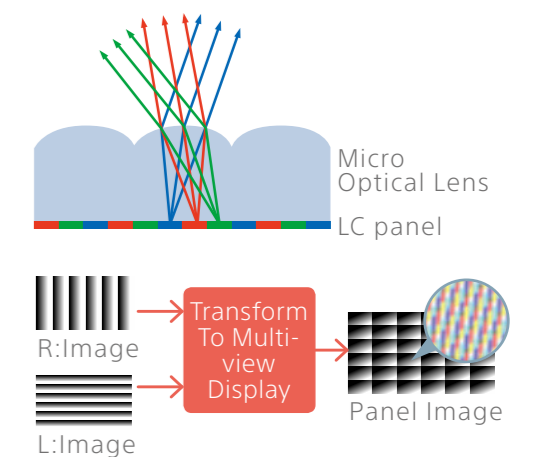 Micro
Optical Lens
LC panel
R:Image
Transform
To Multi-
view
Display
L:Image
Panel Image